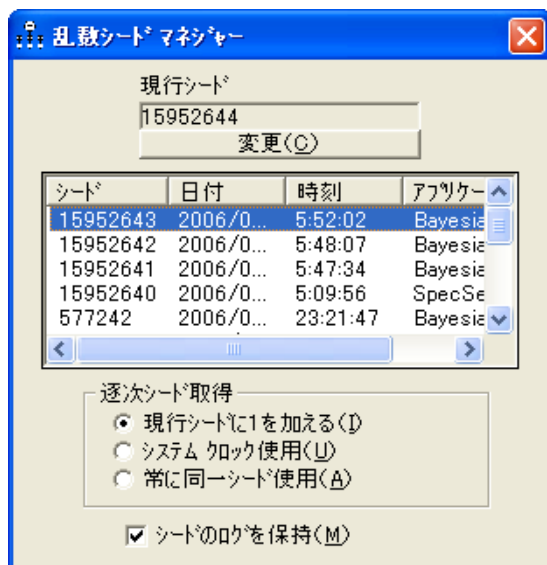 乱数シード マネジャー
現行シード
15952644
変更(C)
シード 日付 時刻 アプリケー
15952643 2006/0... 5:52:02 Bayesia
15952642 2006/0... 5:48:07 Bayesia
15952641 2006/0... 5:47:34 Bayesia
15952640 2006/0... 5:09:56 SpecSe
577242 2006/0... 23:21:47 Bayesia
逐次シード取得
現行シードに1を加える(I)
システム クロック使用(U)
常に同一シード使用(A)
シードのログを保持(M)